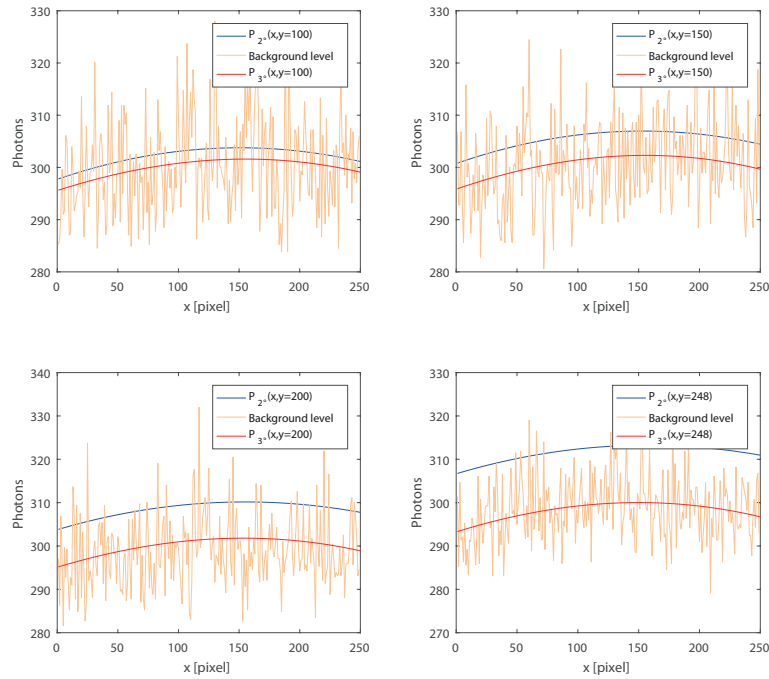 330
320
310
300
290
280
0
50
100
150
200
250
Photons
x [pixel]
P 2° (x,y=100)
Background level
P 3° (x,y=100)
330
320
310
300
290
280
0
50
100
150
200
250
Photons
x [pixel]
P 2° (x,y=150)
Background level
P 3° (x,y=150)
340
330
320
310
300
290
280
0
50
100
150
200
250
Photons
x [pixel]
P 2° (x,y=200)
Background level
P 3° (x,y=200)
330
320
310
300
290
280
270
0
50
100
150
200
250
Photons
x [pixel]
P 2° (x,y=248)
Background level
P 3° (x,y=248)